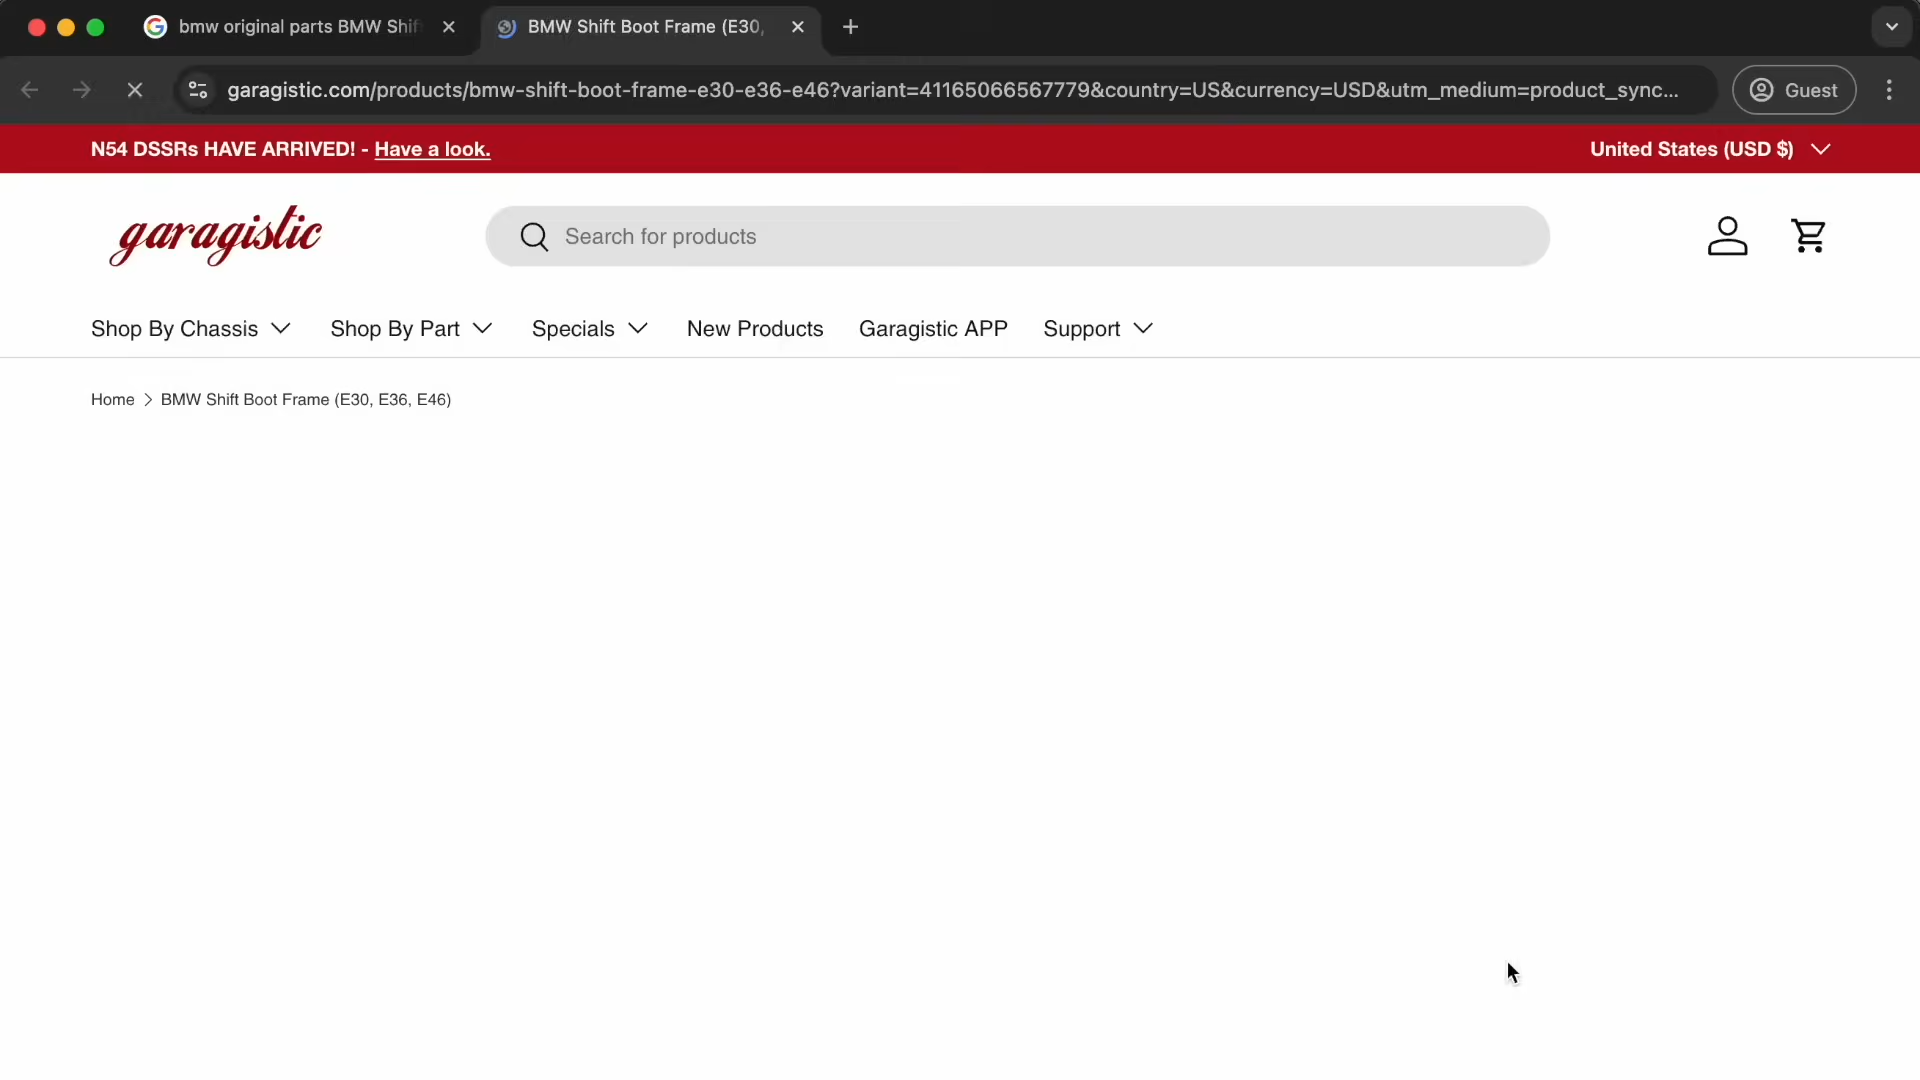 bmw original parts BMW Shif
BMW Shift Boot Frame (E30,
garagistic.com/products/bmw-shift-boot-frame-e30-e36-e46?variant=41165066567779&country=US&currency=USD&utm_medium=product_sync...
Guest
N54 DSSRs HAVE ARRIVED! - Have a look.
United States (USD $)
garagistic
Search for products
Shop By Chassis
Shop By Part
Specials
New Products
Garagistic APP
Support
Home > BMW Shift Boot Frame (E30, E36, E46)